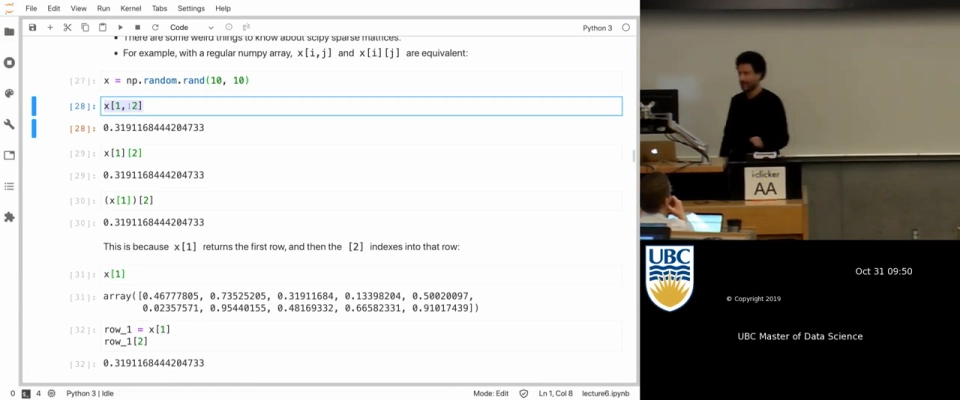 File Edit View Run Kernel Tabs Settings Help
Code
Python 3
There are some weird things to know about scipy sparse matrices.
For example, with a regular numpy array, x[i,j] and x[i][j] are equivalent:
[27]: x = np.random.rand(10, 10)
[28]: x[1, 2]
[28]: 0.3191168444204733
[29]: x[1][2]
[29]: 0.3191168444204733
[30]: (x[1])[2]
[30]: 0.3191168444204733
This is because x[1] returns the first row, and then the [2] indexes into that row:
[31]: x[1]
[31]: array([0.46777805, 0.73525205, 0.31911684, 0.13398204, 0.50020097,
0.02357571, 0.95440155, 0.48169332, 0.66582331, 0.91017439])
[32]: row_1 = x[1]
row_1[2]
[32]: 0.3191168444204733
0 4 Python 3 | Idle Mode: Edit Ln 1, Col 8 lecture6.ipynb
i·clicker
AA
UBC
Oct 31 09:50
© Copyright 2019
UBC Master of Data Science